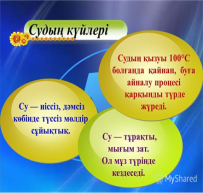 Судың күйлері
Судың қызуы 100°C
болғанда қайнап, буға
айналу процесі
қарқынды түрде
жүреді.
Су — иіссіз, дәмсіз
көбінде түссіз мөлдір
сұйықтық.
Су — тұрақты,
мығым зат.
Ол мұз түрінде
кездеседі.
MyShared